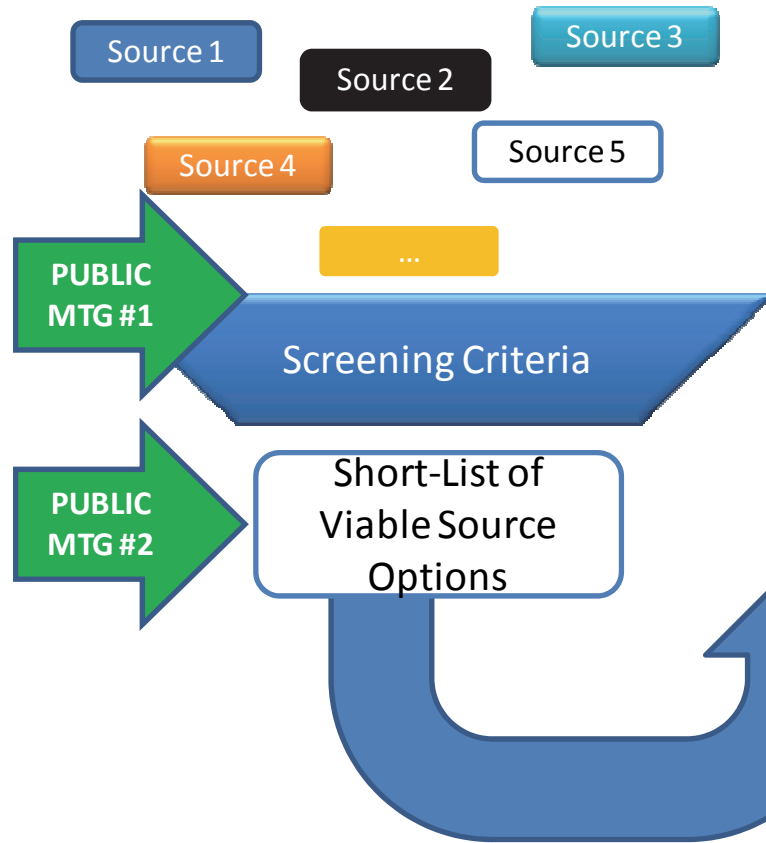 Source 1
Source 3
Source 2
Source 4
Source 5
...
PUBLIC
MTG #1
Screening Criteria
PUBLIC
MTG #2
Short-List of
Viable Source
Options